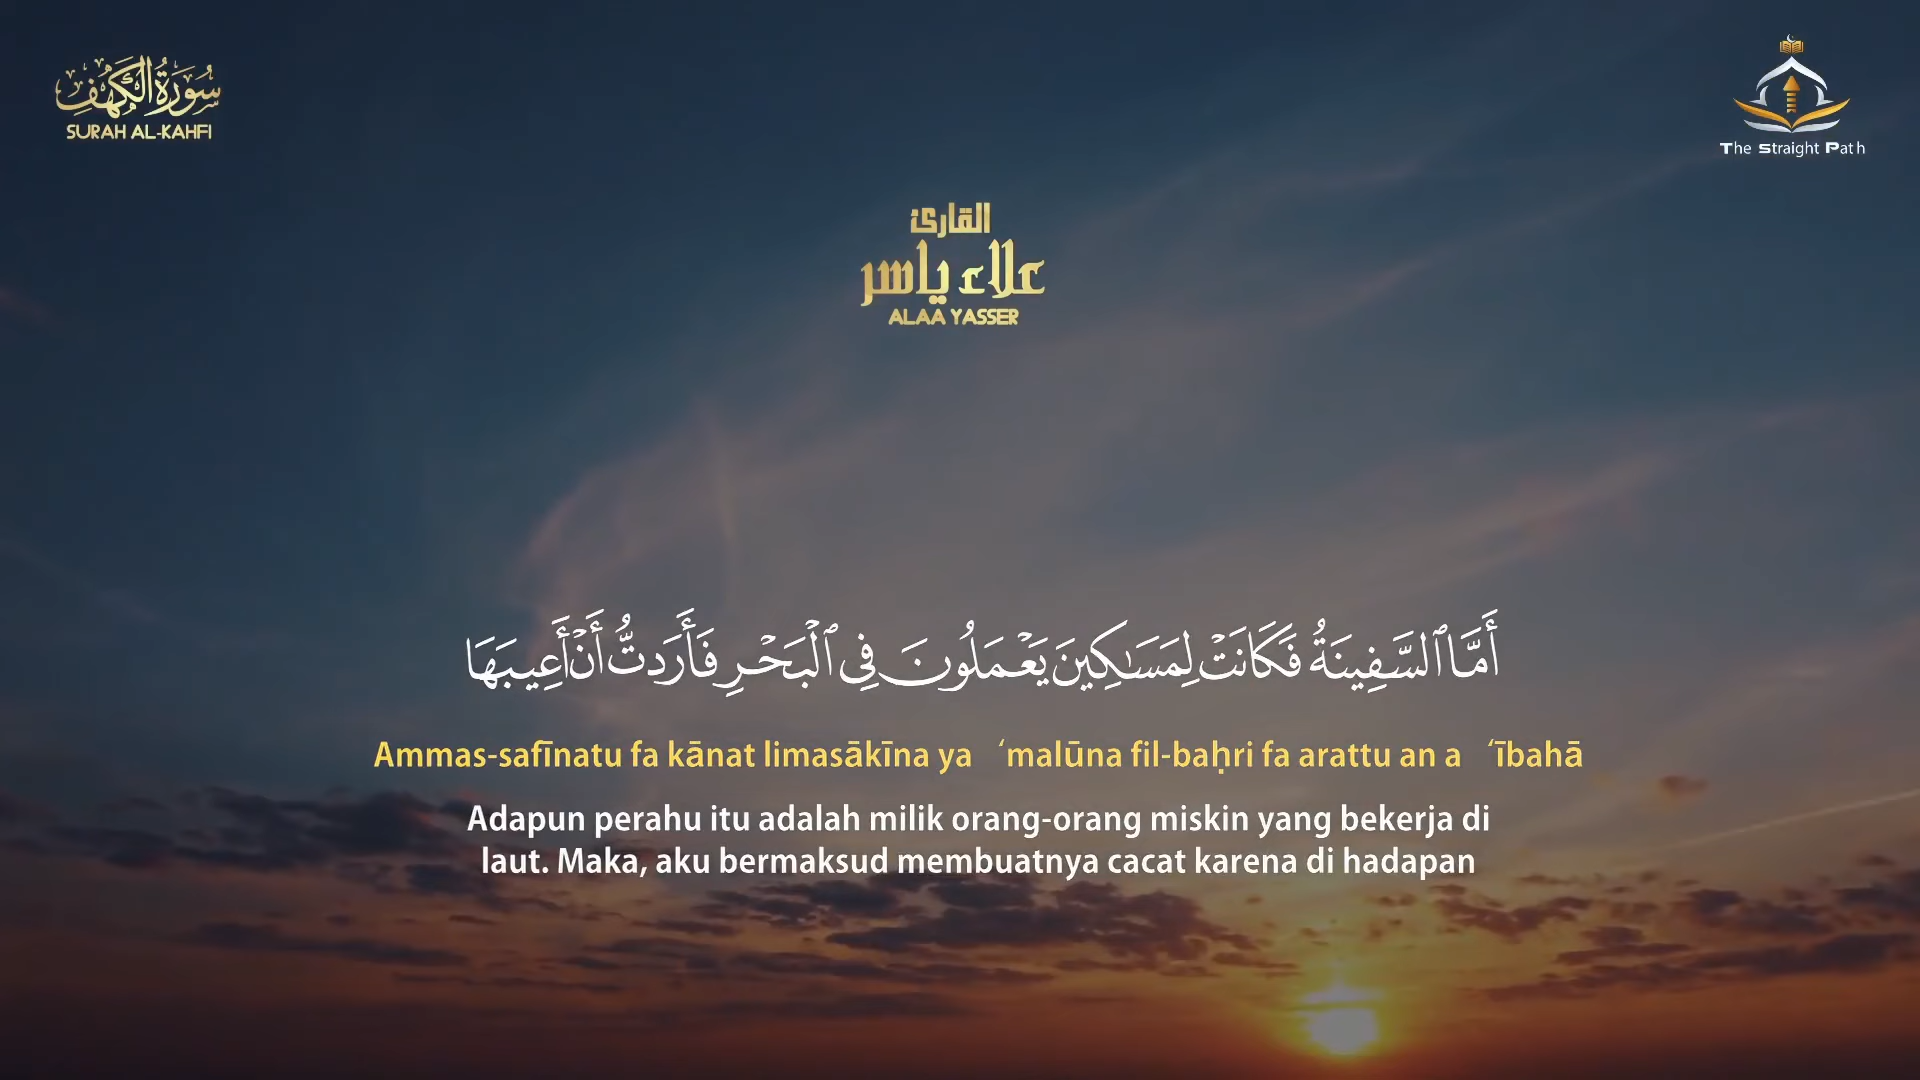 سُورَةُ الكَهْفِ
SURAH AL-KAHFI
The Straight Path
القارئ
علاء ياسر
ALAA YASSER
أَمَّا ٱلسَّفِينَةُ فَكَانَتْ لِمَسَـٰكِينَ يَعْمَلُونَ فِى ٱلْبَحْرِ فَأَرَدتُّ أَنْ أَعِيبَهَا
Ammas-safīnatu fa kānat limasākīna ya ‘malūna fil-baḥri fa arattu an a ‘ībahā
Adapun perahu itu adalah milik orang-orang miskin yang bekerja di
laut. Maka, aku bermaksud membuatnya cacat karena di hadapan